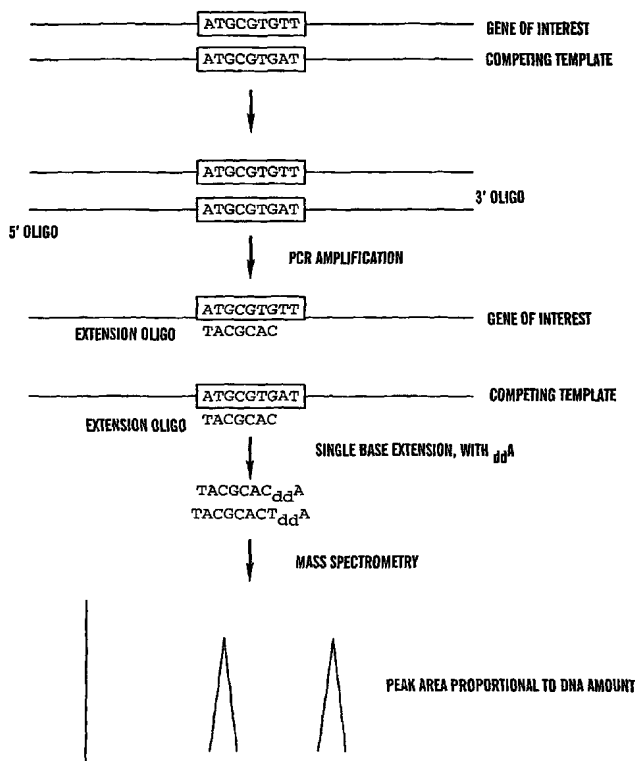 ATGCGTGTT
GENE OF INTEREST
ATGCGTGAT
COMPETING TEMPLATE
ATGCGTGTT
3' OLIGO
ATGCGTGAT
5' OLIGO
PCR AMPLIFICATION
ATGCGTGTT
GENE OF INTEREST
EXTENSION OLIGO TACGCAC
ATGCGTGAT
COMPETING TEMPLATE
EXTENSION OLIGO TACGCAC
SINGLE BASE EXTENSION, WITH ddA
TACGCACddA
TACGCACTddA
MASS SPECTROMETRY
PEAK AREA PROPORTIONAL TO DNA AMOUNT